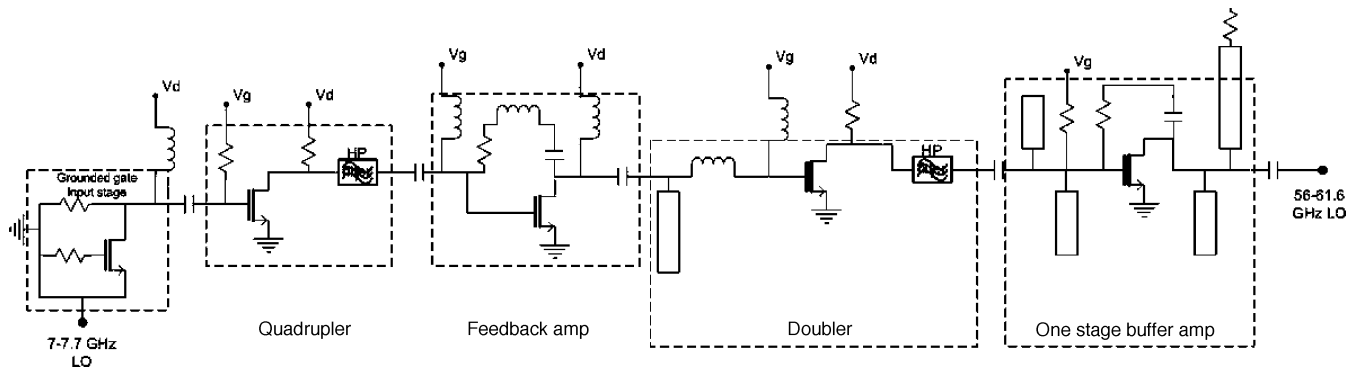 Vd
Vg
Vd
Vg
Vd
Vg
Vd
Vg
HP
HP
Grounded gate
Input stage
56-61.6
GHz LO
7-7.7 GHz
LO
Quadrupler
Feedback amp
Doubler
One stage buffer amp